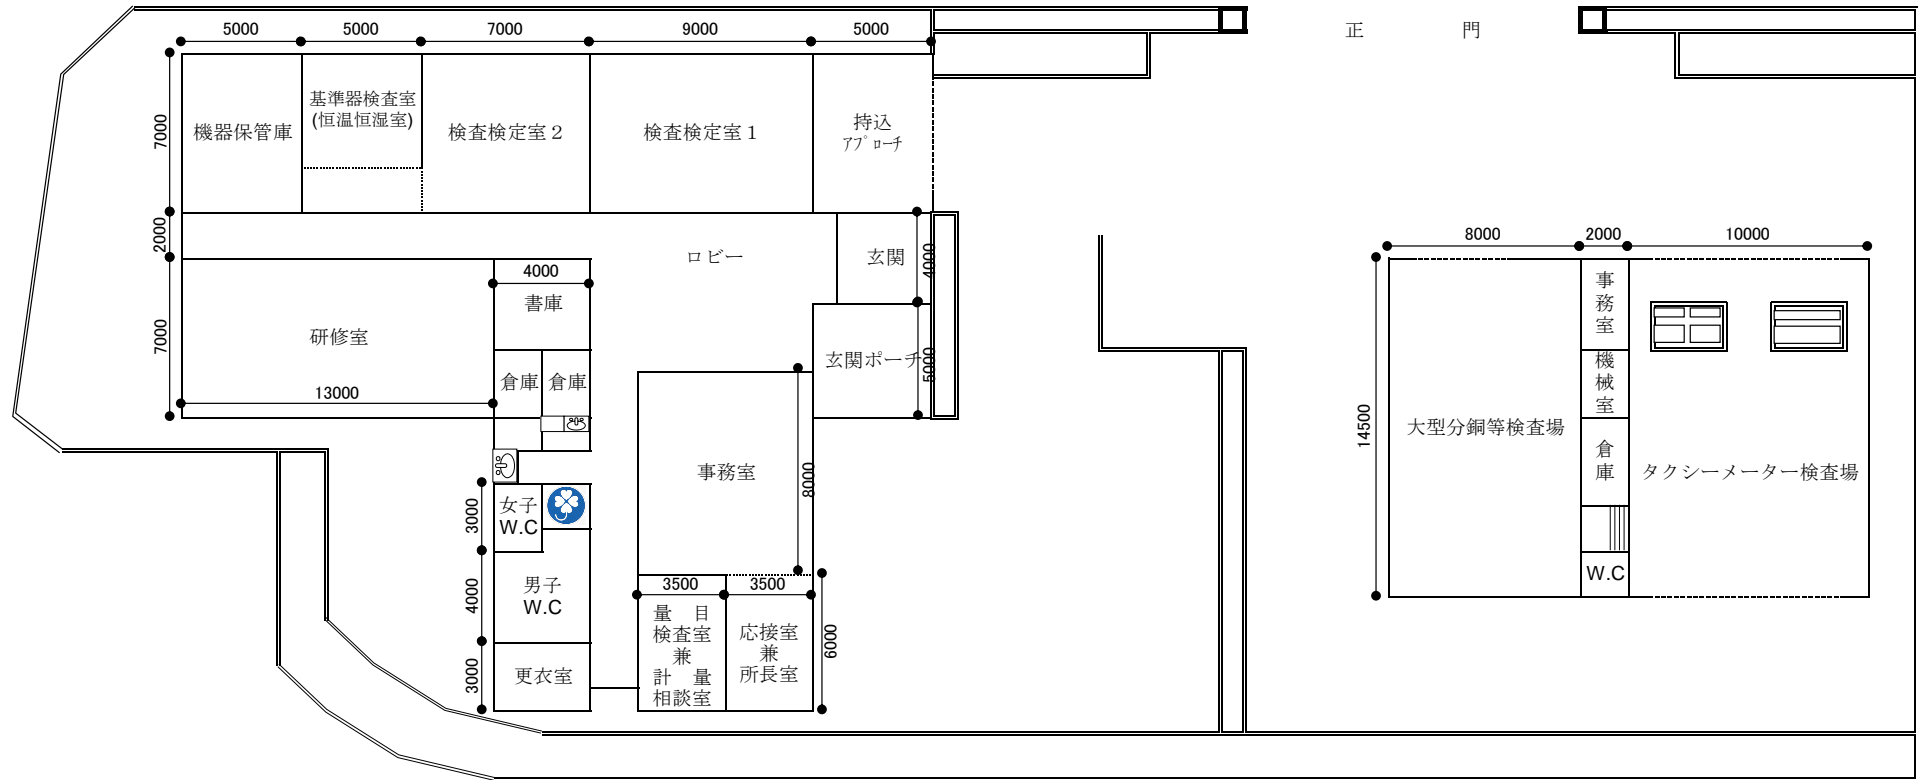 正　門
5000
5000
7000
9000
5000
7000
機器保管庫
基準器検査室
(恒温恒湿室)
検査検定室２
検査検定室１
持込
ｱﾌﾟﾛｰﾁ
2000
ロビー
玄関
4000
8000
2000
10000
4000
書庫
7000
研修室
13000
倉庫
倉庫
玄関ポーチ
5000
事務室
8000
14500
大型分銅等検査場
事務室
機械室
倉庫
W.C
タクシーメーター検査場
3000
女子
W.C
4000
男子
W.C
3000
更衣室
3500
3500
量　目
検査室
兼
計　量
相談室
応接室
兼
所長室
6000